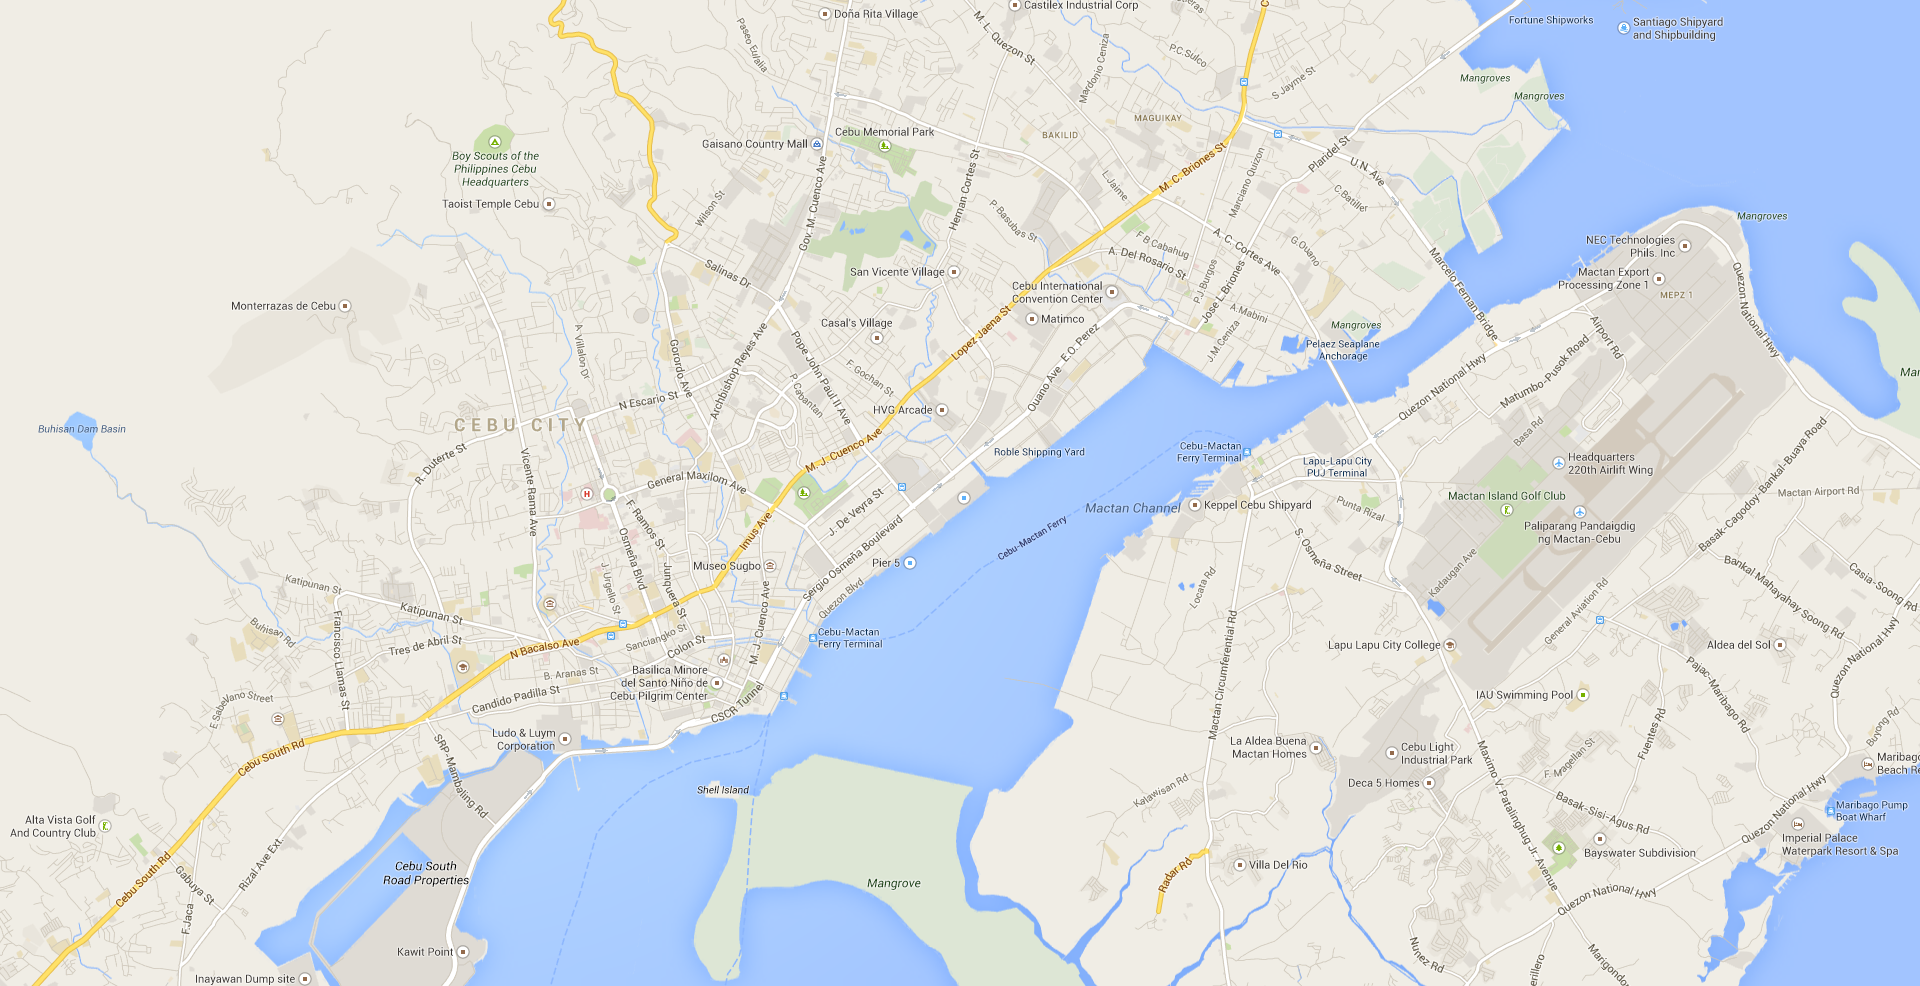 Doña Rita Village
Castilex Industrial Corp
Fortune Shipworks
Santiago Shipyard
and Shipbuilding
Paseo Eulalia
M. L. Quezon St
Mardonio Ceniza
P.C.Suico
S Jayme St
Mangroves
Mangroves
Boy Scouts of the
Philippines Cebu
Headquarters
Taoist Temple Cebu
Gaisano Country Mall
Cebu Memorial Park
BAKILID
MAGUIKAY
Plaridel St
U.N. Ave
M. C. Briones St
L.Jaime
Marciano Quizon
C.Batiller
Wilson St
Gov. M. Cuenco Ave
Hernan Cortes St
P. Basubas St
Mangroves
NEC Technologies
Phils. Inc
Mactan Export
Processing Zone 1
MEPZ 1
Quezon National Hwy
Monterrazas de Cebu
Salinas Dr
San Vicente Village
Cebu International
Convention Center
Matimco
F B Cabahug
A. Del Rosario St
A. C. Cortes Ave
G.Ouano
P.J Burgos
Jose L Briones
A.Mabini
J.M.Ceniza
Marcelo Fernan Bridge
Mangroves
Pelaez Seaplane
Anchorage
Casal's Village
Lopez Jaena St
Ouano Ave
E.O. Perez
A. Villalon Dr
Gorordo Ave
Archbishop Reyes Ave
Pope John Paul II Ave
F. Gochan St
P. Cabantan
N Escario St
HVG Arcade
CEBU CITY
Buhisan Dam Basin
R. Duterte St
Vicente Rama Ave
M. J. Cuenco Ave
General Maxilom Ave
Roble Shipping Yard
Cebu-Mactan
Ferry Terminal
Quezon National Hwy
Airport Rd
Matumbo-Pusok Road
Basa Rd
Headquarters
220th Airlift Wing
Lapu-Lapu City
PUJ Terminal
Mactan Island Golf Club
Paliparang Pandaigdig
ng Mactan-Cebu
Mactan Airport Rd
Basak-Cagodoy-Bankal-Buaya Road
Mactan Channel
Keppel Cebu Shipyard
Punta Rizal
Cebu-Mactan Ferry
J. De Veyra St
Sergio Osmeña Boulevard
Imus Ave
F. Ramos St
Osmeña Blvd
Museo Sugbo
Pier 5
Quezon Blvd
S. Osmeña Street
Kadaugan Ave
Locata Rd
Bankal Mahayahay Soong Rd
Casia-Soong Rd
General Aviation Rd
Katipunan St
Katipunan St
Francisco Llamas St
Buhisan Rd
Tres de Abril St
N Bacalso Ave
J. Urgello St
Junquera St
M. J. Cuenco Ave
Sanciangko St
Colon St
Cebu-Mactan
Ferry Terminal
B. Aranas St
Basilica Minore
del Santo Niño de
Cebu Pilgrim Center
CSCR Tunnel
Candido Padilla St
Lapu Lapu City College
Mactan Circumferential Rd
Aldea del Sol
Pajac-Maribago Rd
Quezon National Hwy
IAU Swimming Pool
Cebu South Rd
Ludo & Luym
Corporation
SRP-Mambaling Rd
La Aldea Buena
Mactan Homes
Cebu Light
Industrial Park
Deca 5 Homes
Maximo V. Patalinghug Jr. Avenue
F. Magellan St
Fuentes Rd
Buyong Rd
Maribago
Beach Re
Shell Island
Kalawisan Rd
Basak-Sisi-Agus Rd
Quezon National Hwy
Maribago Pump
Boat Wharf
Imperial Palace
Waterpark Resort & Spa
Bayswater Subdivision
Alta Vista Golf
And Country Club
Cebu South Rd
Gabuya St
Rizal Ave Ext.
F.Jaca
Cebu South
Road Properties
Mangrove
Radar Rd
Villa Del Rio
Quezon National Hwy
Kawit Point
Inayawan Dump site
Nunez Rd